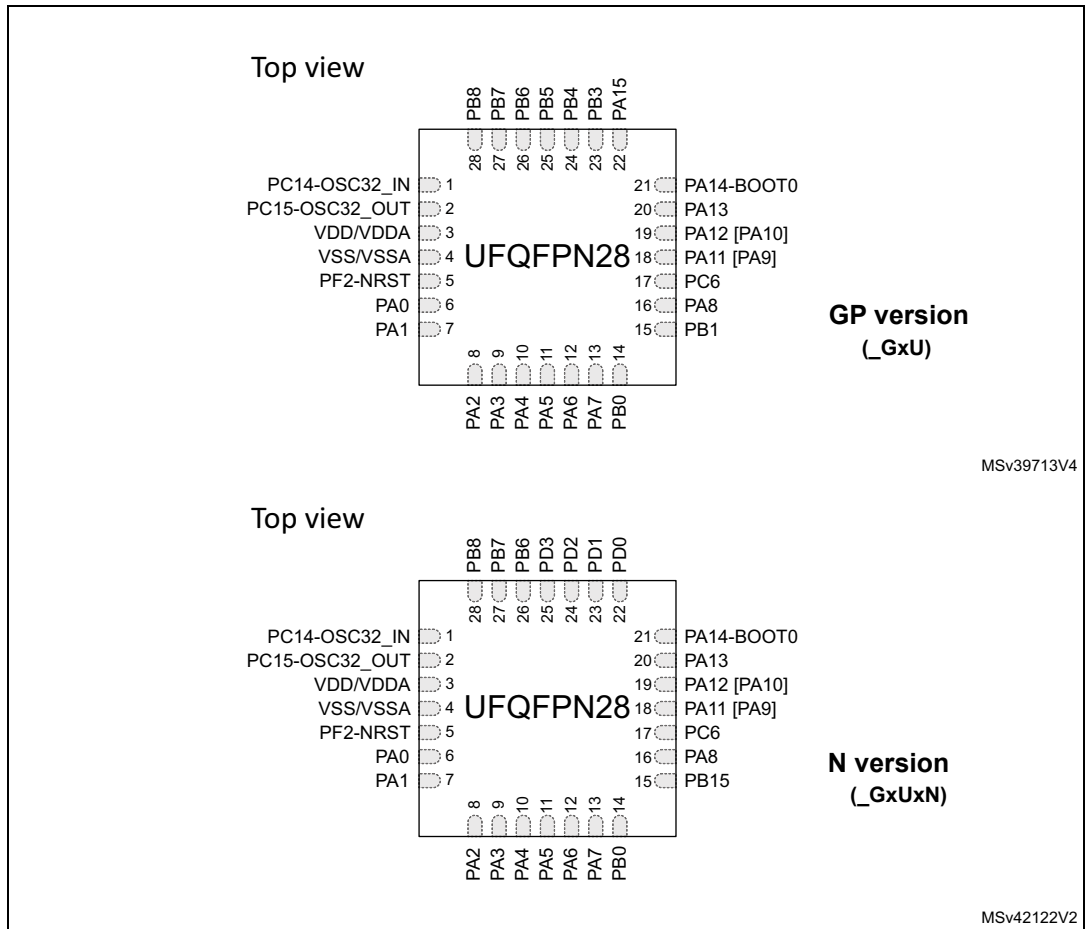 Top view
PB8
PB7
PB6
PB5
PB4
PB3
PA15
28
27
26
25
24
23
22
PC14-OSC32_IN 1
PC15-OSC32_OUT 2
VDD/VDDA 3
VSS/VSSA 4
PF2-NRST 5
PA0 6
PA1 7
UFQFPN28
21 PA14-BOOT0
20 PA13
19 PA12 [PA10]
18 PA11 [PA9]
17 PC6
16 PA8
15 PB1
8
9
10
11
12
13
14
PA2
PA3
PA4
PA5
PA6
PA7
PB0
GP version
(_GxU)
MSv39713V4
Top view
PB8
PB7
PB6
PD3
PD2
PD1
PD0
28
27
26
25
24
23
22
PC14-OSC32_IN 1
PC15-OSC32_OUT 2
VDD/VDDA 3
VSS/VSSA 4
PF2-NRST 5
PA0 6
PA1 7
UFQFPN28
21 PA14-BOOT0
20 PA13
19 PA12 [PA10]
18 PA11 [PA9]
17 PC6
16 PA8
15 PB15
8
9
10
11
12
13
14
PA2
PA3
PA4
PA5
PA6
PA7
PB0
N version
(_GxUxN)
MSv42122V2